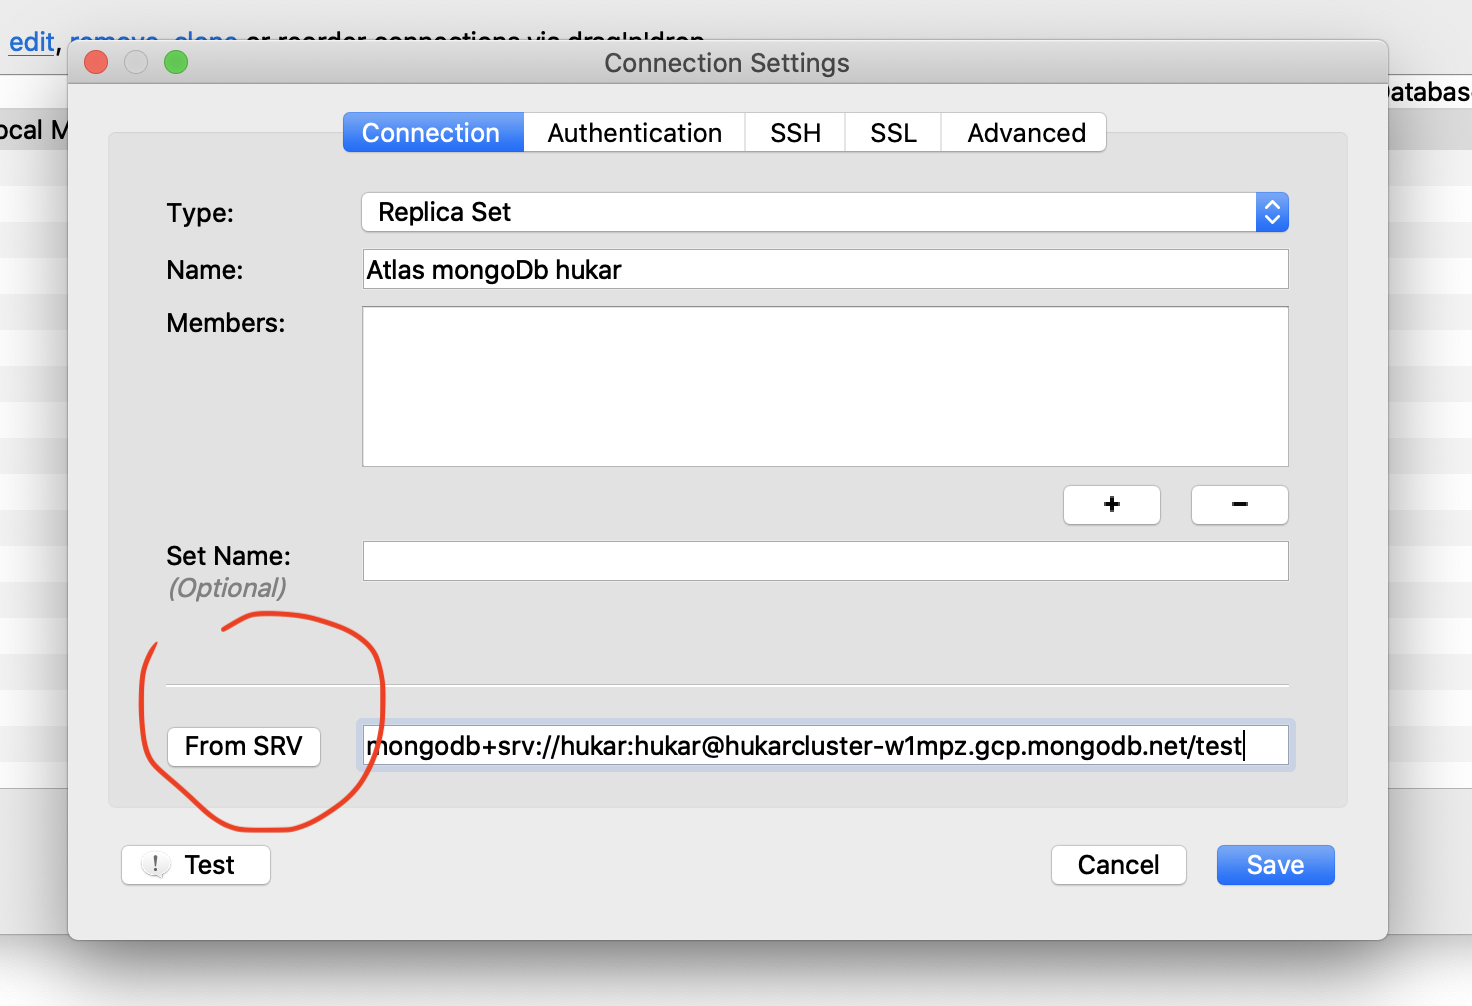 edit, remove, clone or reorder connections via drag'n'drop
Connection Settings
Databas
ocal M
Connection Authentication SSH SSL Advanced
Type: Replica Set
Name: Atlas mongoDb hukar
Members:
+ −
Set Name:
(Optional)
From SRV mongodb+srv://hukar:hukar@hukarcluster-w1mpz.gcp.mongodb.net/test
! Test Cancel Save